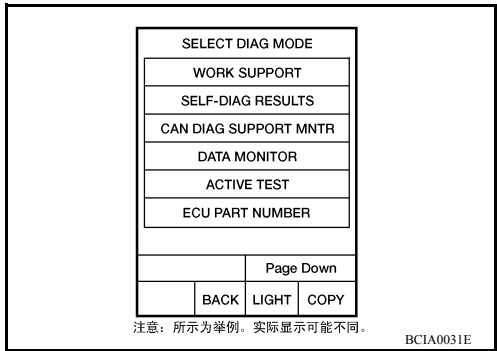 SELECT DIAG MODE
WORK SUPPORT
SELF-DIAG RESULTS
CAN DIAG SUPPORT MNTR
DATA MONITOR
ACTIVE TEST
ECU PART NUMBER
Page Down
BACK LIGHT COPY
注意：所示为举例。实际显示可能不同。
BCIA0031E